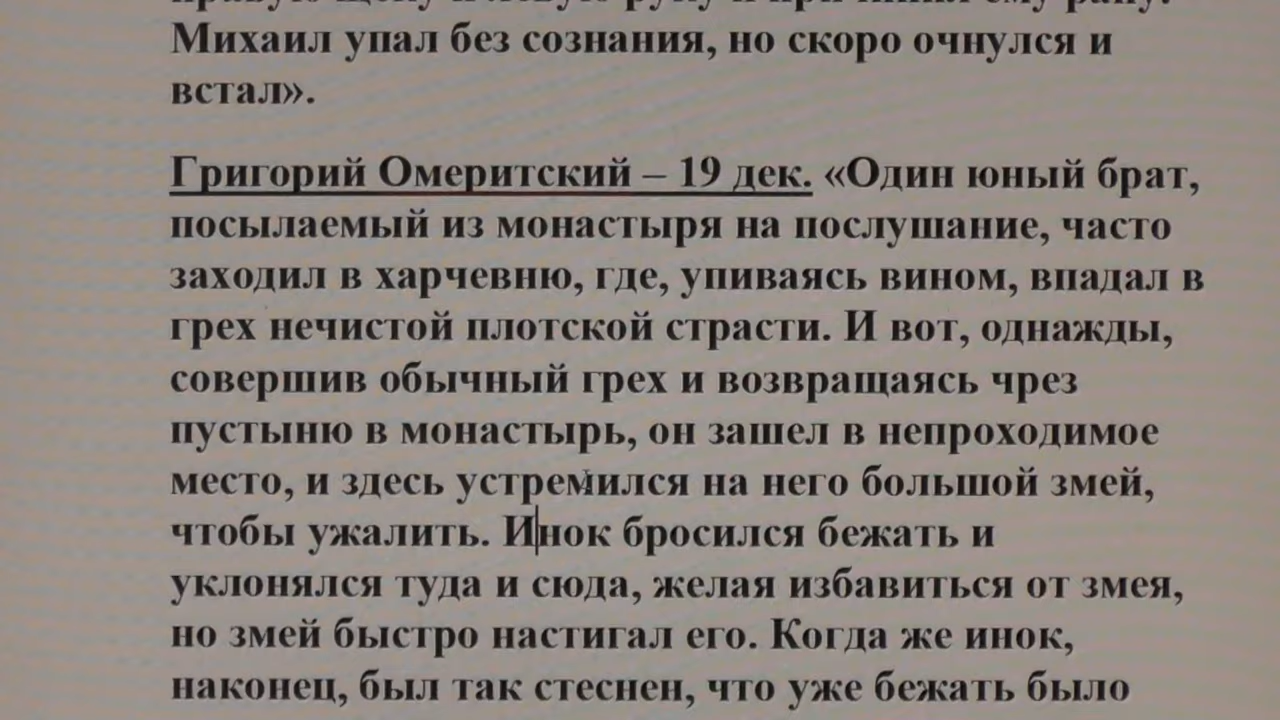 Михаил упал без сознания, но скоро очнулся и
встал».
Григорий Омеритский – 19 дек. «Один юный брат,
посылаемый из монастыря на послушание, часто
заходил в харчевню, где, упиваясь вином, впадал в
грех нечистой плотской страсти. И вот, однажды,
совершив обычный грех и возвращаясь чрез
пустыню в монастырь, он зашел в непроходимое
место, и здесь устремился на него большой змей,
чтобы ужалить. Инок бросился бежать и
уклонялся туда и сюда, желая избавиться от змея,
но змей быстро настигал его. Когда же инок,
наконец, был так стеснен, что уже бежать было